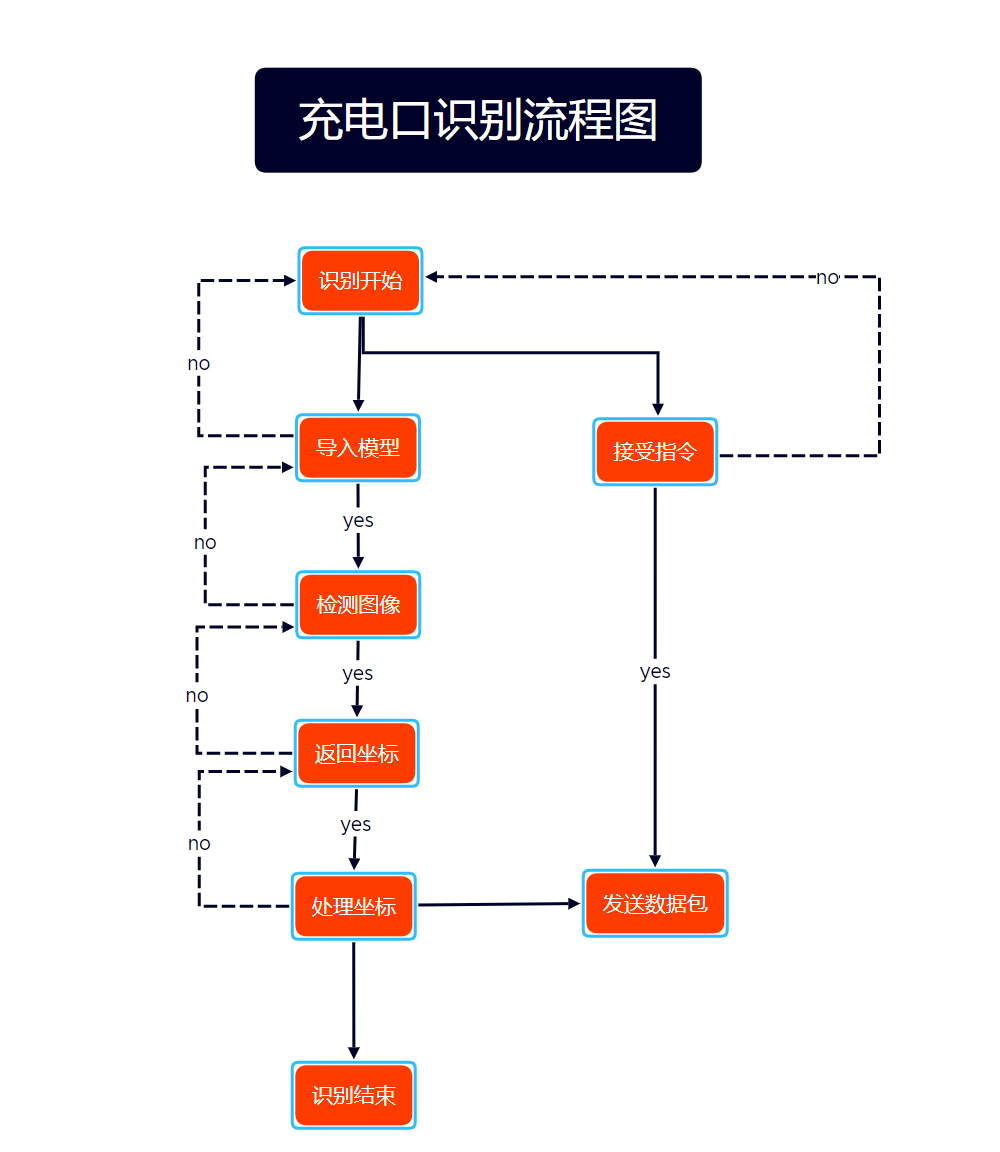 充电口识别流程图
识别开始
no
no
导入模型
接受指令
yes
no
检测图像
yes
yes
no
返回坐标
yes
no
处理坐标
发送数据包
识别结束